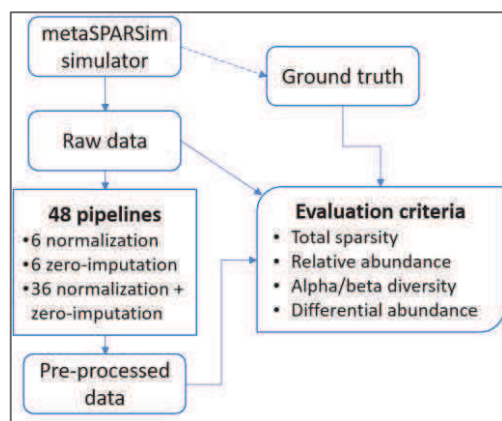 metaSPARSim
simulator
Ground truth
Raw data
48 pipelines
•6 normalization
•6 zero-imputation
•36 normalization +
zero-imputation
Evaluation criteria
• Total sparsity
• Relative abundance
• Alpha/beta diversity
• Differential abundance
Pre-processed
data